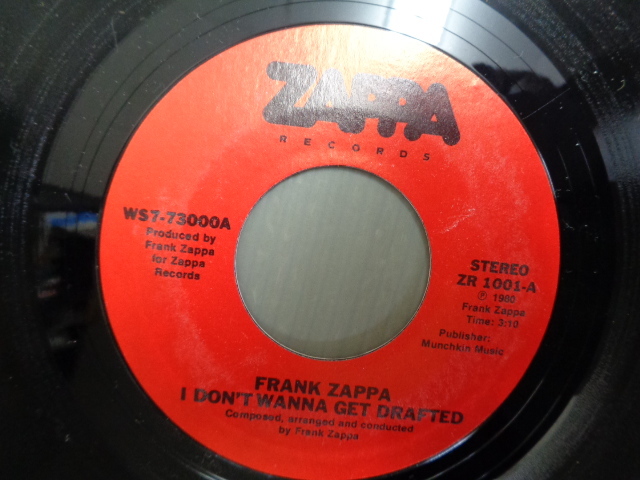 ZAPPA
RECORDS
WS7-73000A
Produced by
Frank Zappa
for Zappa
Records
STEREO
ZR 1001-A
℗ 1980
Frank Zappa
Time: 3:10
Publisher:
Munchkin Music
FRANK ZAPPA
I DON'T WANNA GET DRAFTED
Composed, arranged and conducted
by Frank Zappa